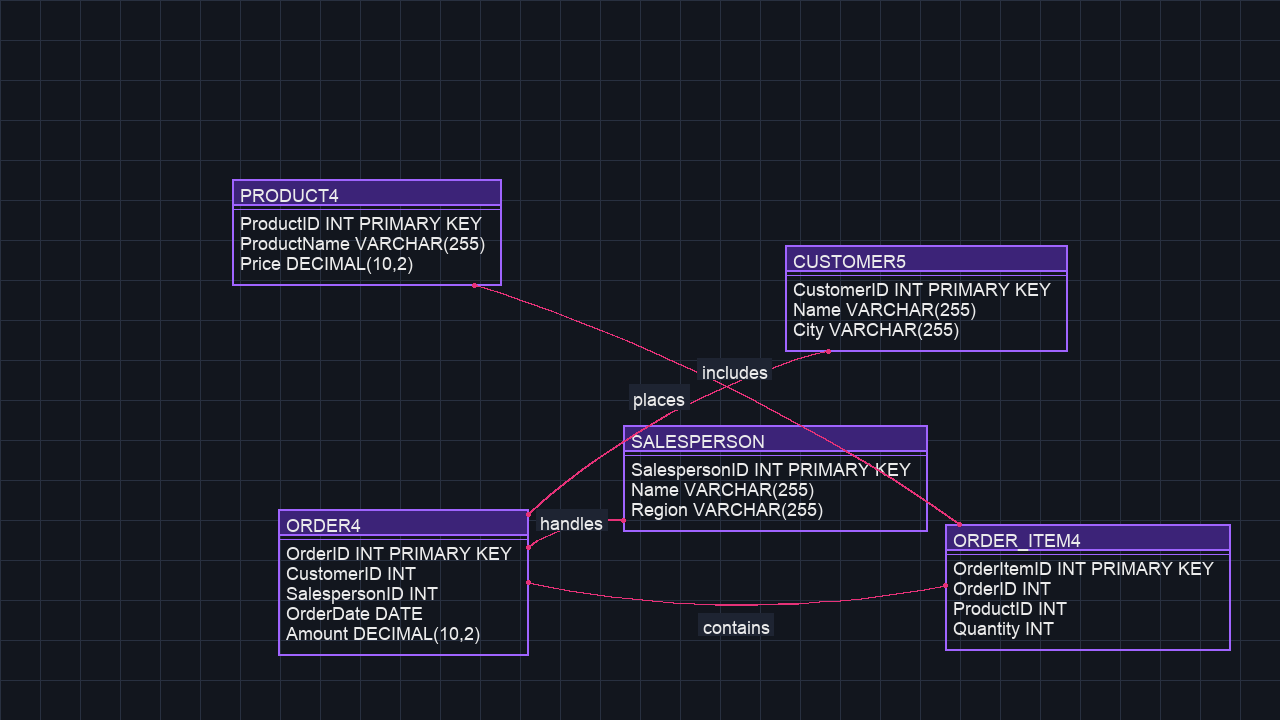 PRODUCT4
ProductID INT PRIMARY KEY
ProductName VARCHAR(255)
Price DECIMAL(10,2)
CUSTOMER5
CustomerID INT PRIMARY KEY
Name VARCHAR(255)
City VARCHAR(255)
includes
places
SALESPERSON
SalespersonID INT PRIMARY KEY
Name VARCHAR(255)
Region VARCHAR(255)
handles
ORDER4
OrderID INT PRIMARY KEY
CustomerID INT
SalespersonID INT
OrderDate DATE
Amount DECIMAL(10,2)
ORDER_ITEM4
OrderItemID INT PRIMARY KEY
OrderID INT
ProductID INT
Quantity INT
contains